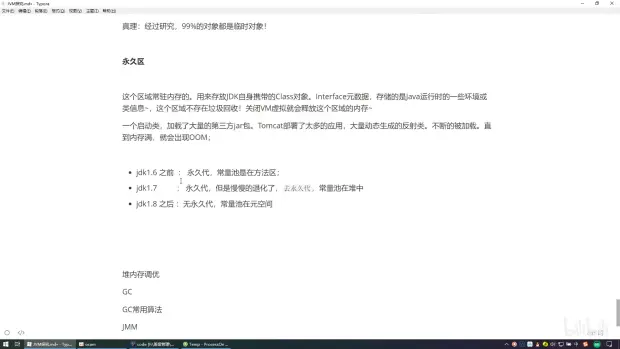 JVM探究.md• - Typora
文件(F) 编辑(E) 段落(P) 格式(O) 视图(V) 主题(T) 帮助(H)
真理：经过研究，99%的对象都是临时对象！
永久区
这个区域常驻内存的。用来存放JDK自身携带的Class对象。Interface元数据，存储的是Java运行时的一些环境或
类信息~，这个区域不存在垃圾回收！关闭VM虚拟就会释放这个区域的内存~
一个启动类，加载了大量的第三方jar包。Tomcat部署了太多的应用，大量动态生成的反射类。不断的被加载。直
到内存满，就会出现OOM；
jdk1.6 之前 ： 永久代，常量池是在方法区；
jdk1.7 ： 永久代，但是慢慢的退化了，去永久代，常量池在堆中
jdk1.8 之后 ：无永久代，常量池在元空间
堆内存调优
GC
GC常用算法
JMM
bilibili